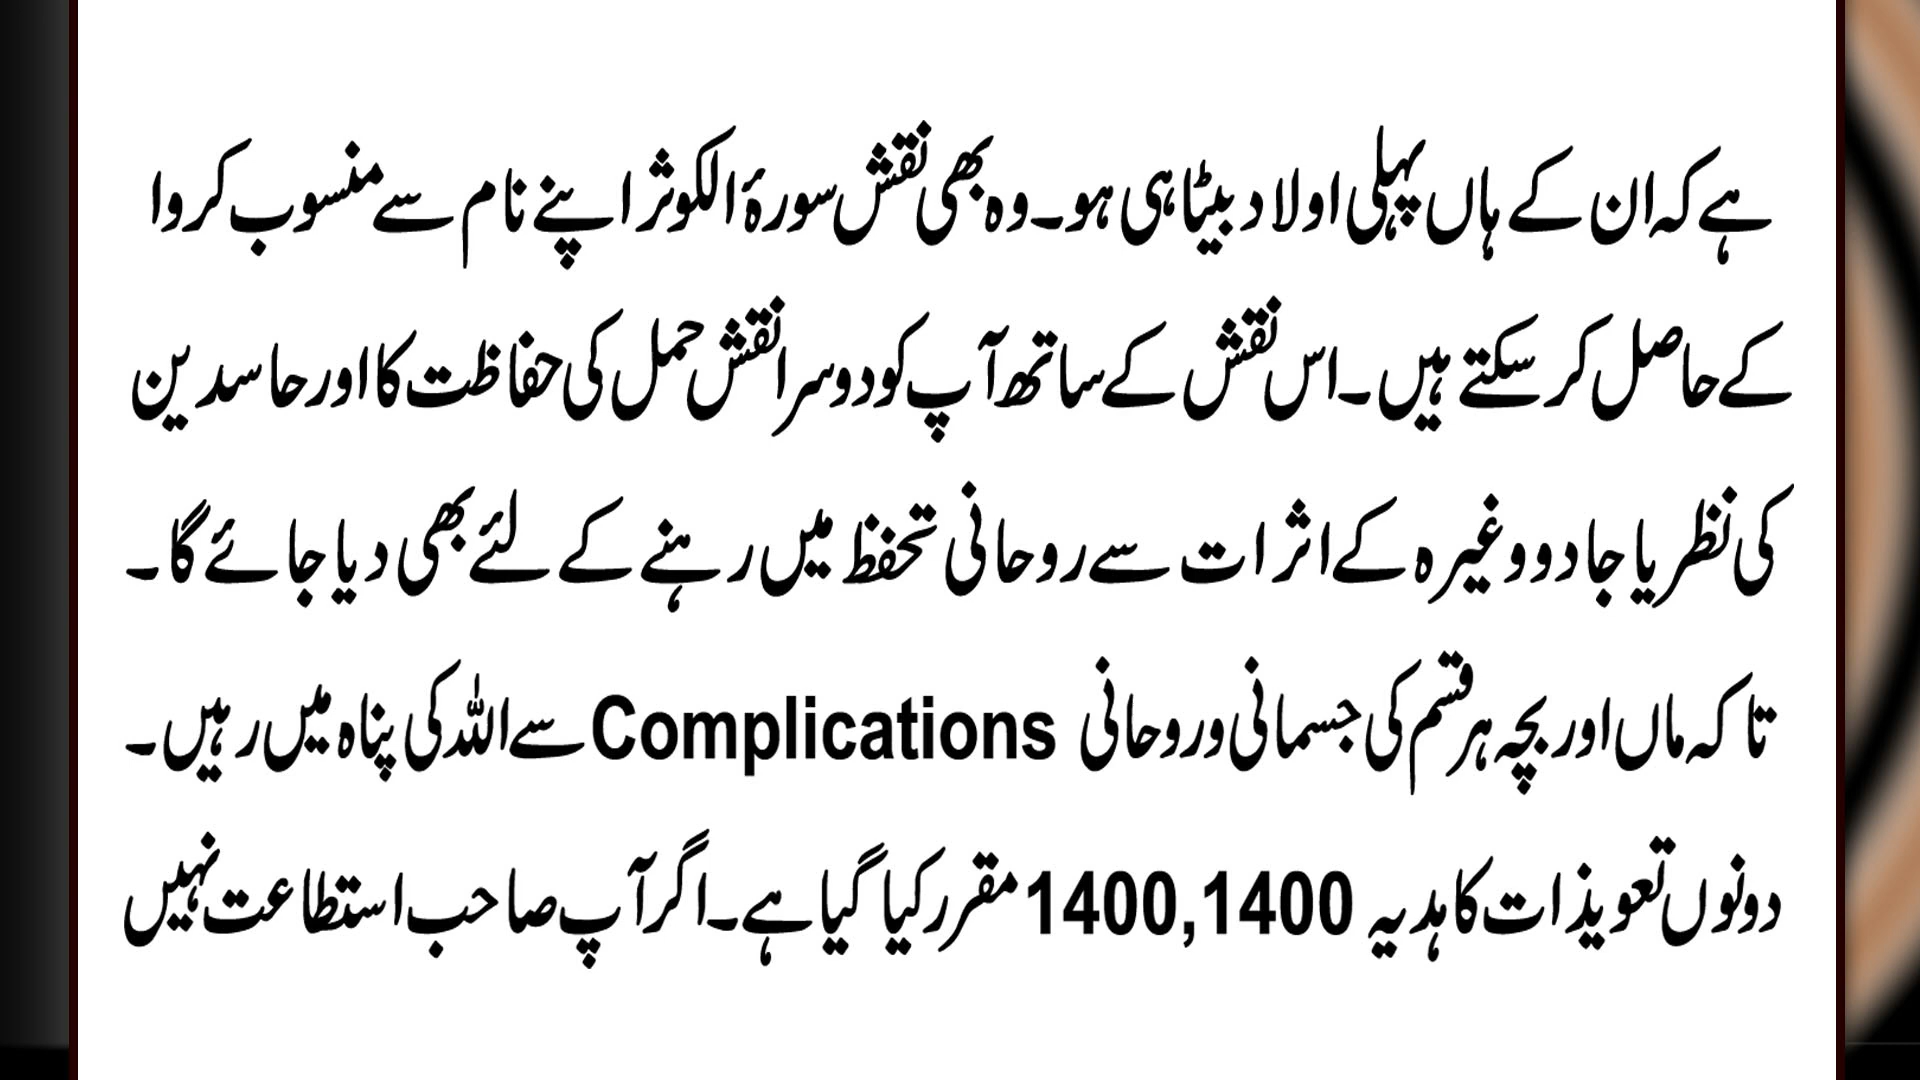 ہے کہ ان کے ہاں پہلی اولاد بیٹا ہی ہو۔ وہ بھی نقش سورۂ الکوثر اپنے نام سے منسوب کروا
کے حاصل کر سکتے ہیں۔ اس نقش کے ساتھ آپ کو دوسرا نقش حمل کی حفاظت کا اور حاسدین
کی نظر یا جادو وغیرہ کے اثرات سے روحانی تحفظ میں رہنے کے لئے بھی دیا جائے گا۔
تا کہ ماں اور بچہ ہر قسم کی جسمانی و روحانی Complications سے اللہ کی پناہ میں رہیں۔
دونوں تعویذات کا ہدیہ 1400,1400 مقرر کیا گیا ہے۔ اگر آپ صاحب استطاعت نہیں